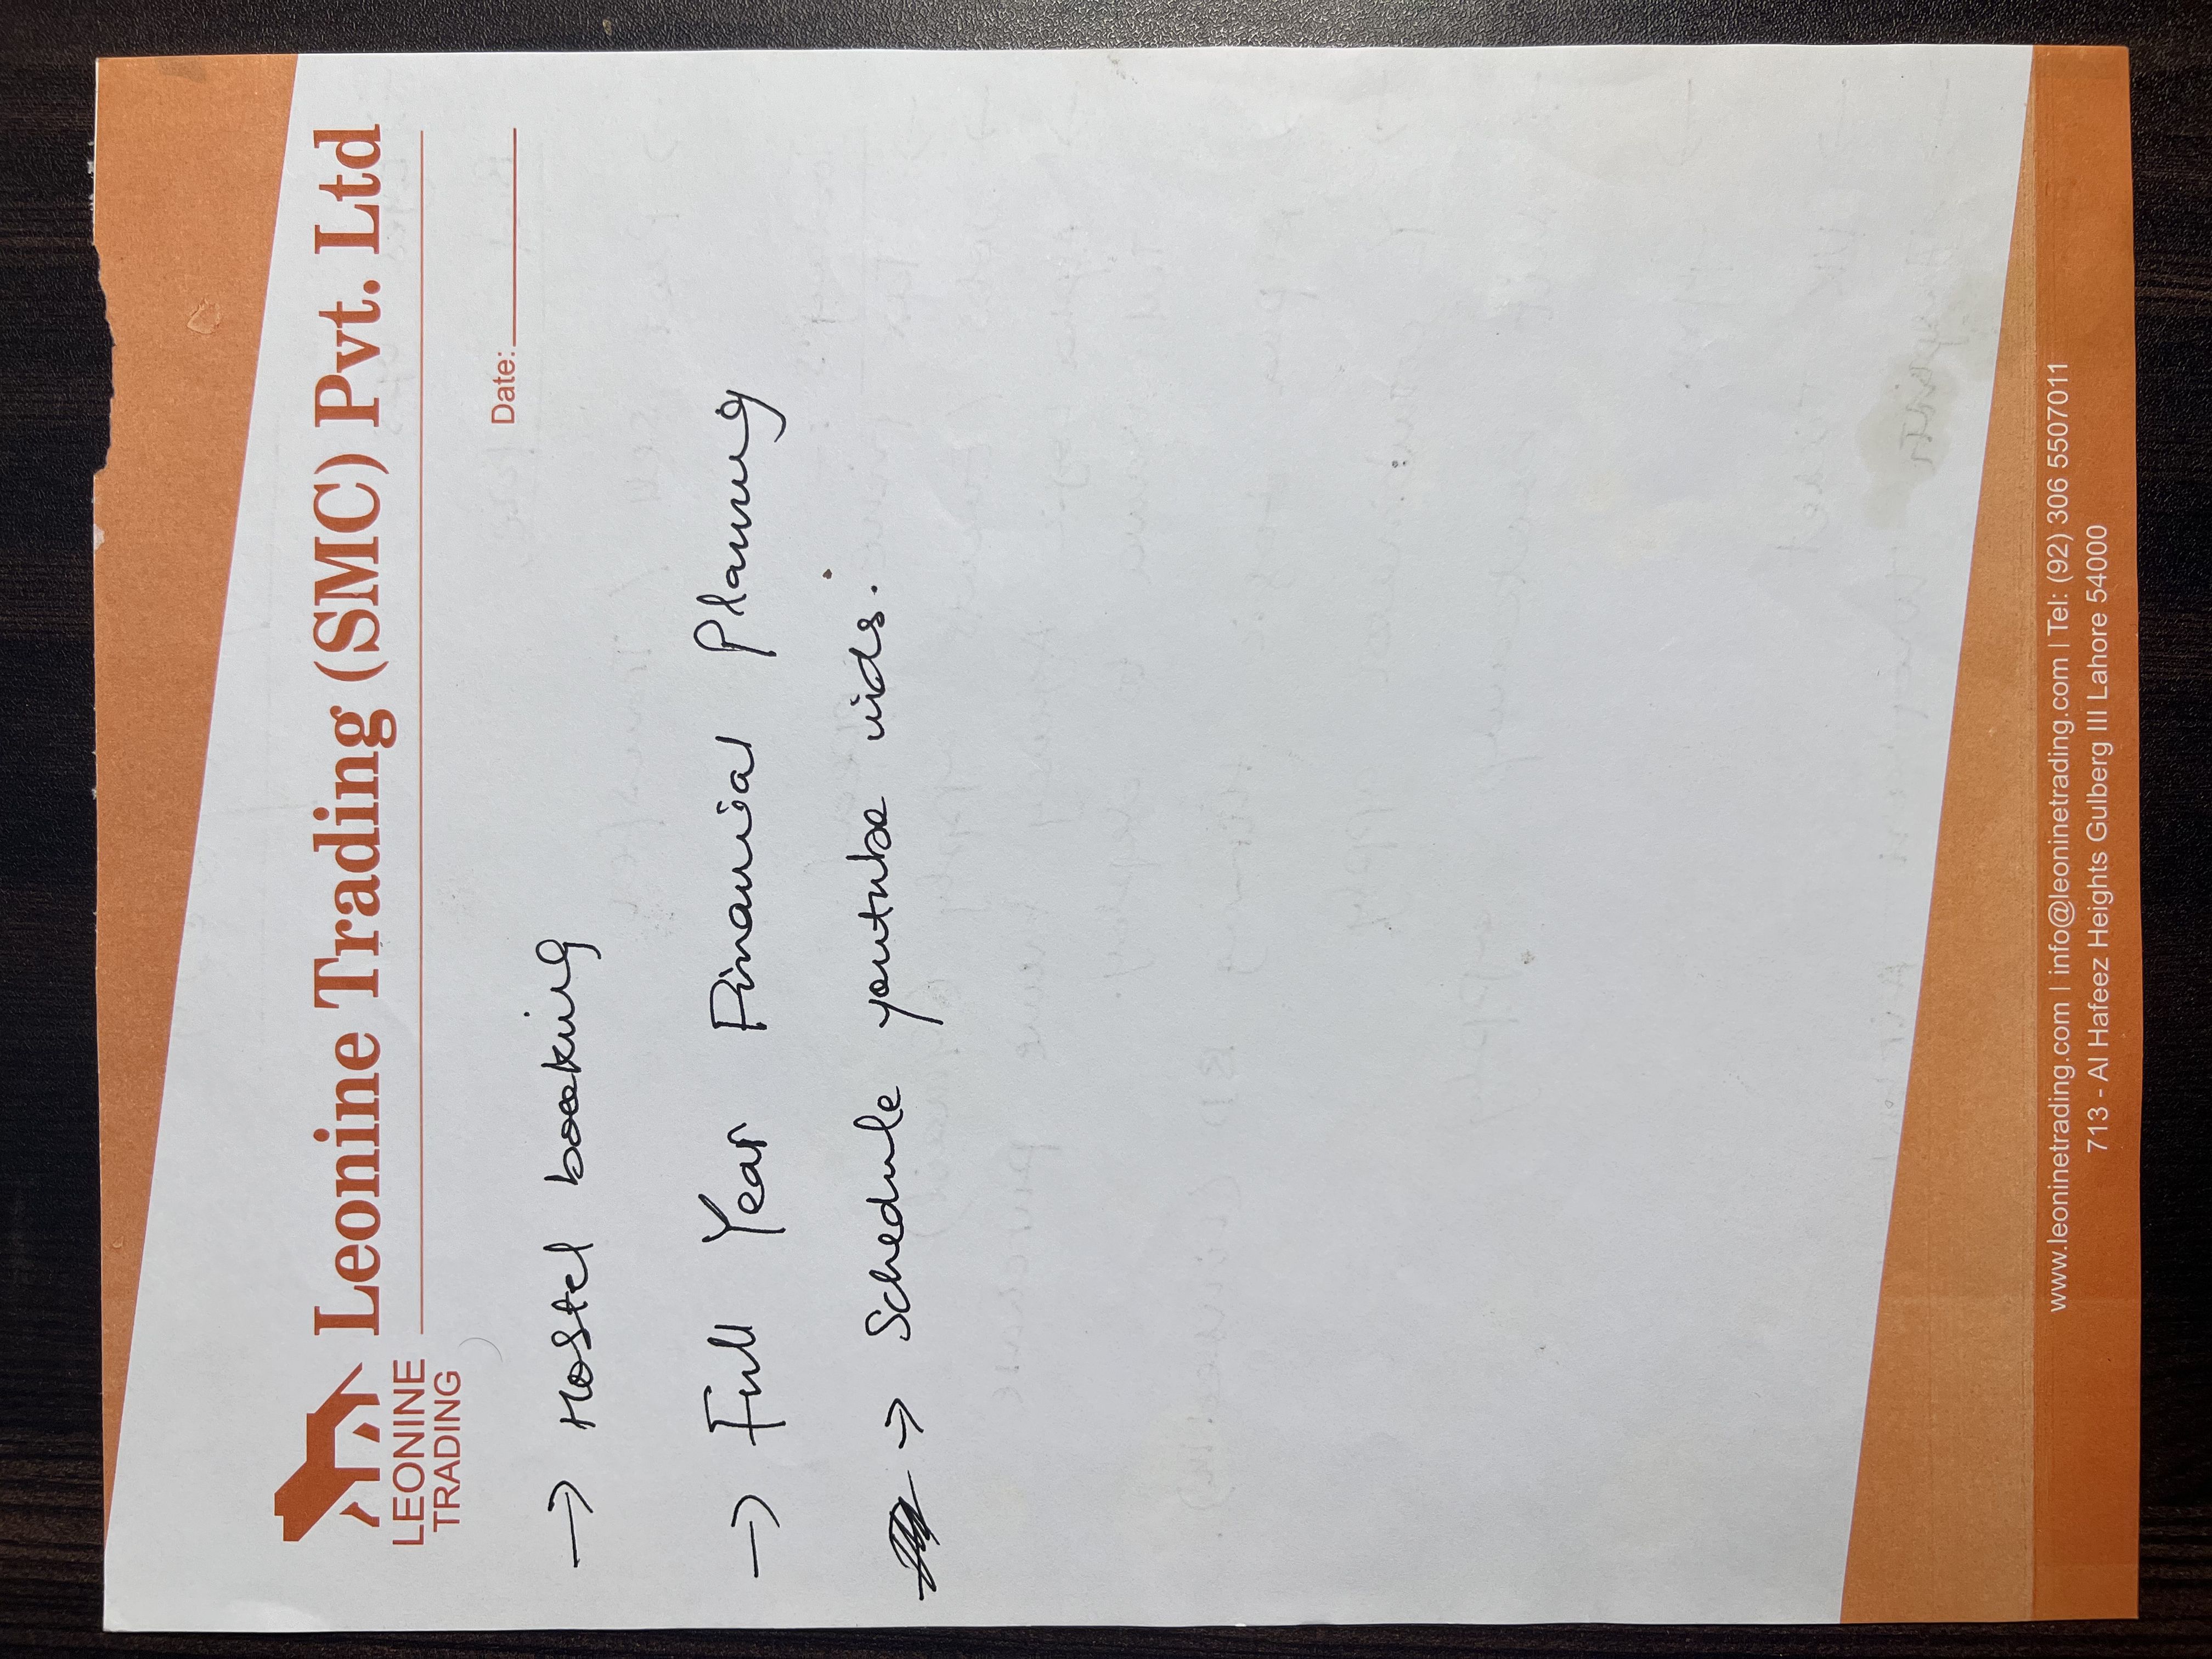 Leonine Trading (SMC) Pvt. Ltd
LEONINE
TRADING
Date:
→ Hostel booking
→ Full Year Financial Planning
→ Schedule youtube vids.
www.leoninetrading.com | info@leoninetrading.com | Tel: (92) 306 5507011
713 - Al Hafeez Heights Gulberg III Lahore 54000